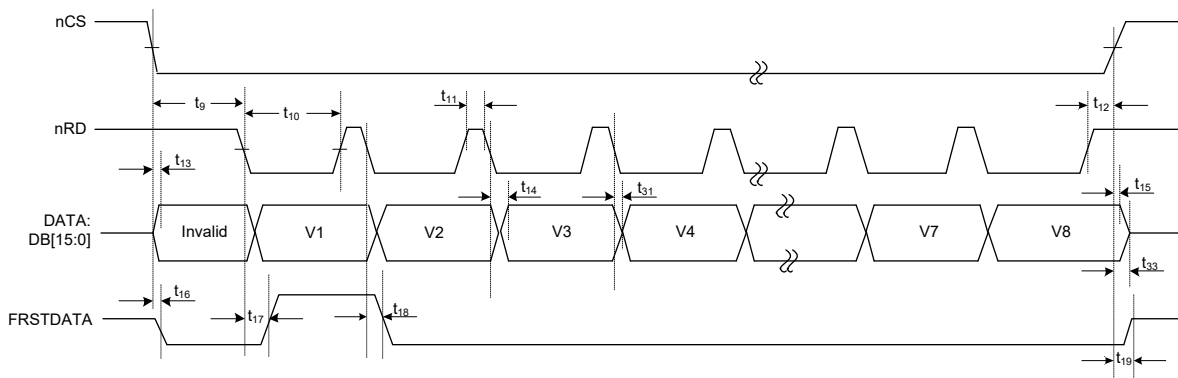 nCS
t9
t10
t11
t12
nRD
t13
t14
t31
t15
DATA:
DB[15:0]
Invalid
V1
V2
V3
V4
V7
V8
t33
t16
FRSTDATA
t17
t18
t19